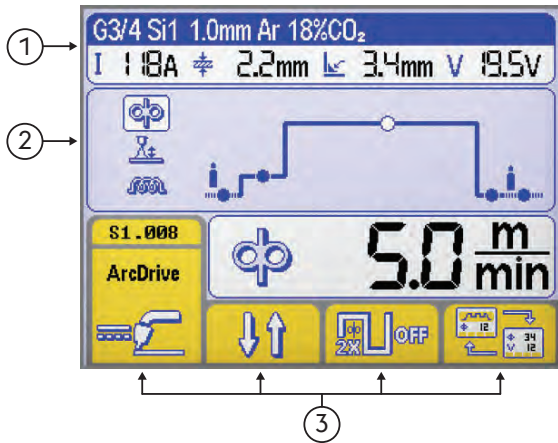 G3/4 Si1 1.0mm Ar 18%CO₂
I 118A 2.2mm 3.4mm V 19.5V
S1.008
ArcDrive
5.0 m/min
2X OFF
Φ 12
Φ 34
V 12
1
2
3